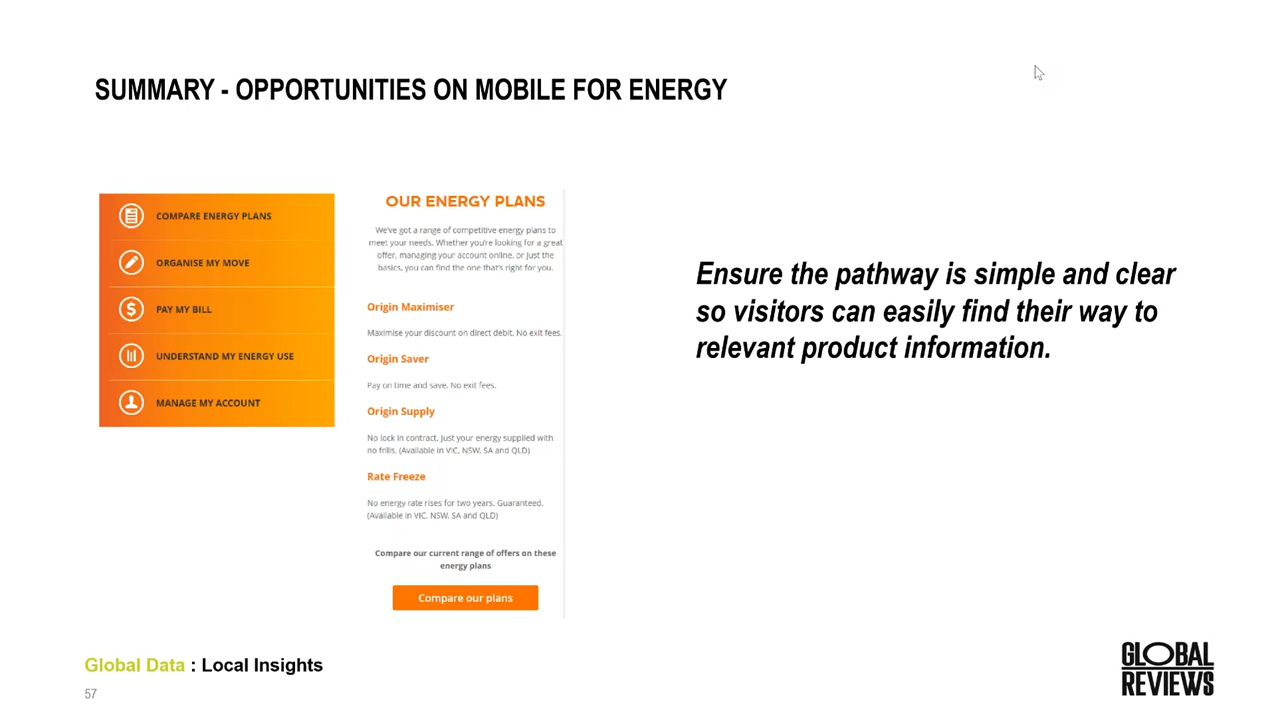 SUMMARY - OPPORTUNITIES ON MOBILE FOR ENERGY
COMPARE ENERGY PLANS
ORGANISE MY MOVE
PAY MY BILL
UNDERSTAND MY ENERGY USE
MANAGE MY ACCOUNT
OUR ENERGY PLANS
We've got a range of competitive energy plans to
meet your needs. Whether you're looking for a great
offer, managing your account online, or just the
basics, you can find the one that's right for you.
Origin Maximiser
Maximise your discount on direct debit. No exit fees.
Origin Saver
Pay on time and save. No exit fees.
Origin Supply
No lock in contract. Just your energy supplied with
no frills. (Available in VIC, NSW, SA and QLD)
Rate Freeze
No energy rate rises for two years. Guaranteed.
(Available in VIC, NSW, SA and QLD)
Compare our current range of offers on these
energy plans
Compare our plans
Ensure the pathway is simple and clear
so visitors can easily find their way to
relevant product information.
Global Data : Local Insights
57
GLOBAL
REVIEWS